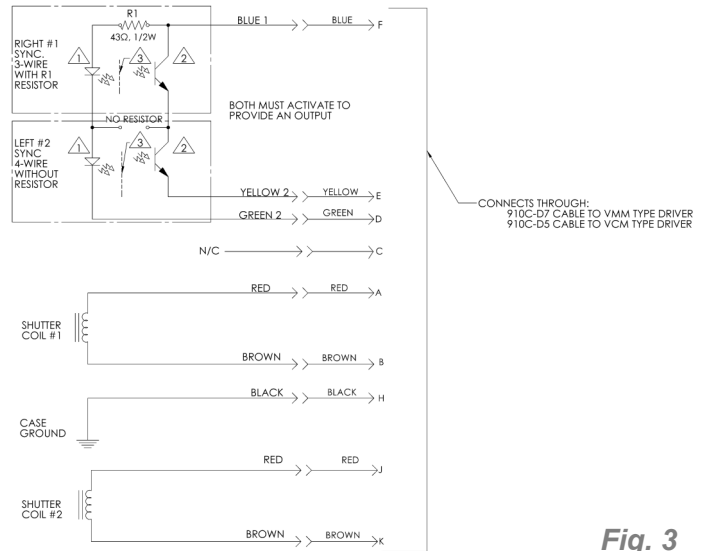 R1
43Ω, 1/2W
BLUE 1
BLUE
F
RIGHT #1
SYNC.
3-WIRE
WITH R1
RESISTOR
1
3
2
BOTH MUST ACTIVATE TO
PROVIDE AN OUTPUT
NO RESISTOR
LEFT #2
SYNC
4-WIRE
WITHOUT
RESISTOR
1
3
2
YELLOW 2
YELLOW
E
GREEN 2
GREEN
D
CONNECTS THROUGH:
910C-D7 CABLE TO VMM TYPE DRIVER
910C-D5 CABLE TO VCM TYPE DRIVER
N/C
C
RED
RED
A
SHUTTER
COIL #1
BROWN
BROWN
B
BLACK
BLACK
H
CASE
GROUND
RED
RED
J
SHUTTER
COIL #2
BROWN
BROWN
K
Fig. 3